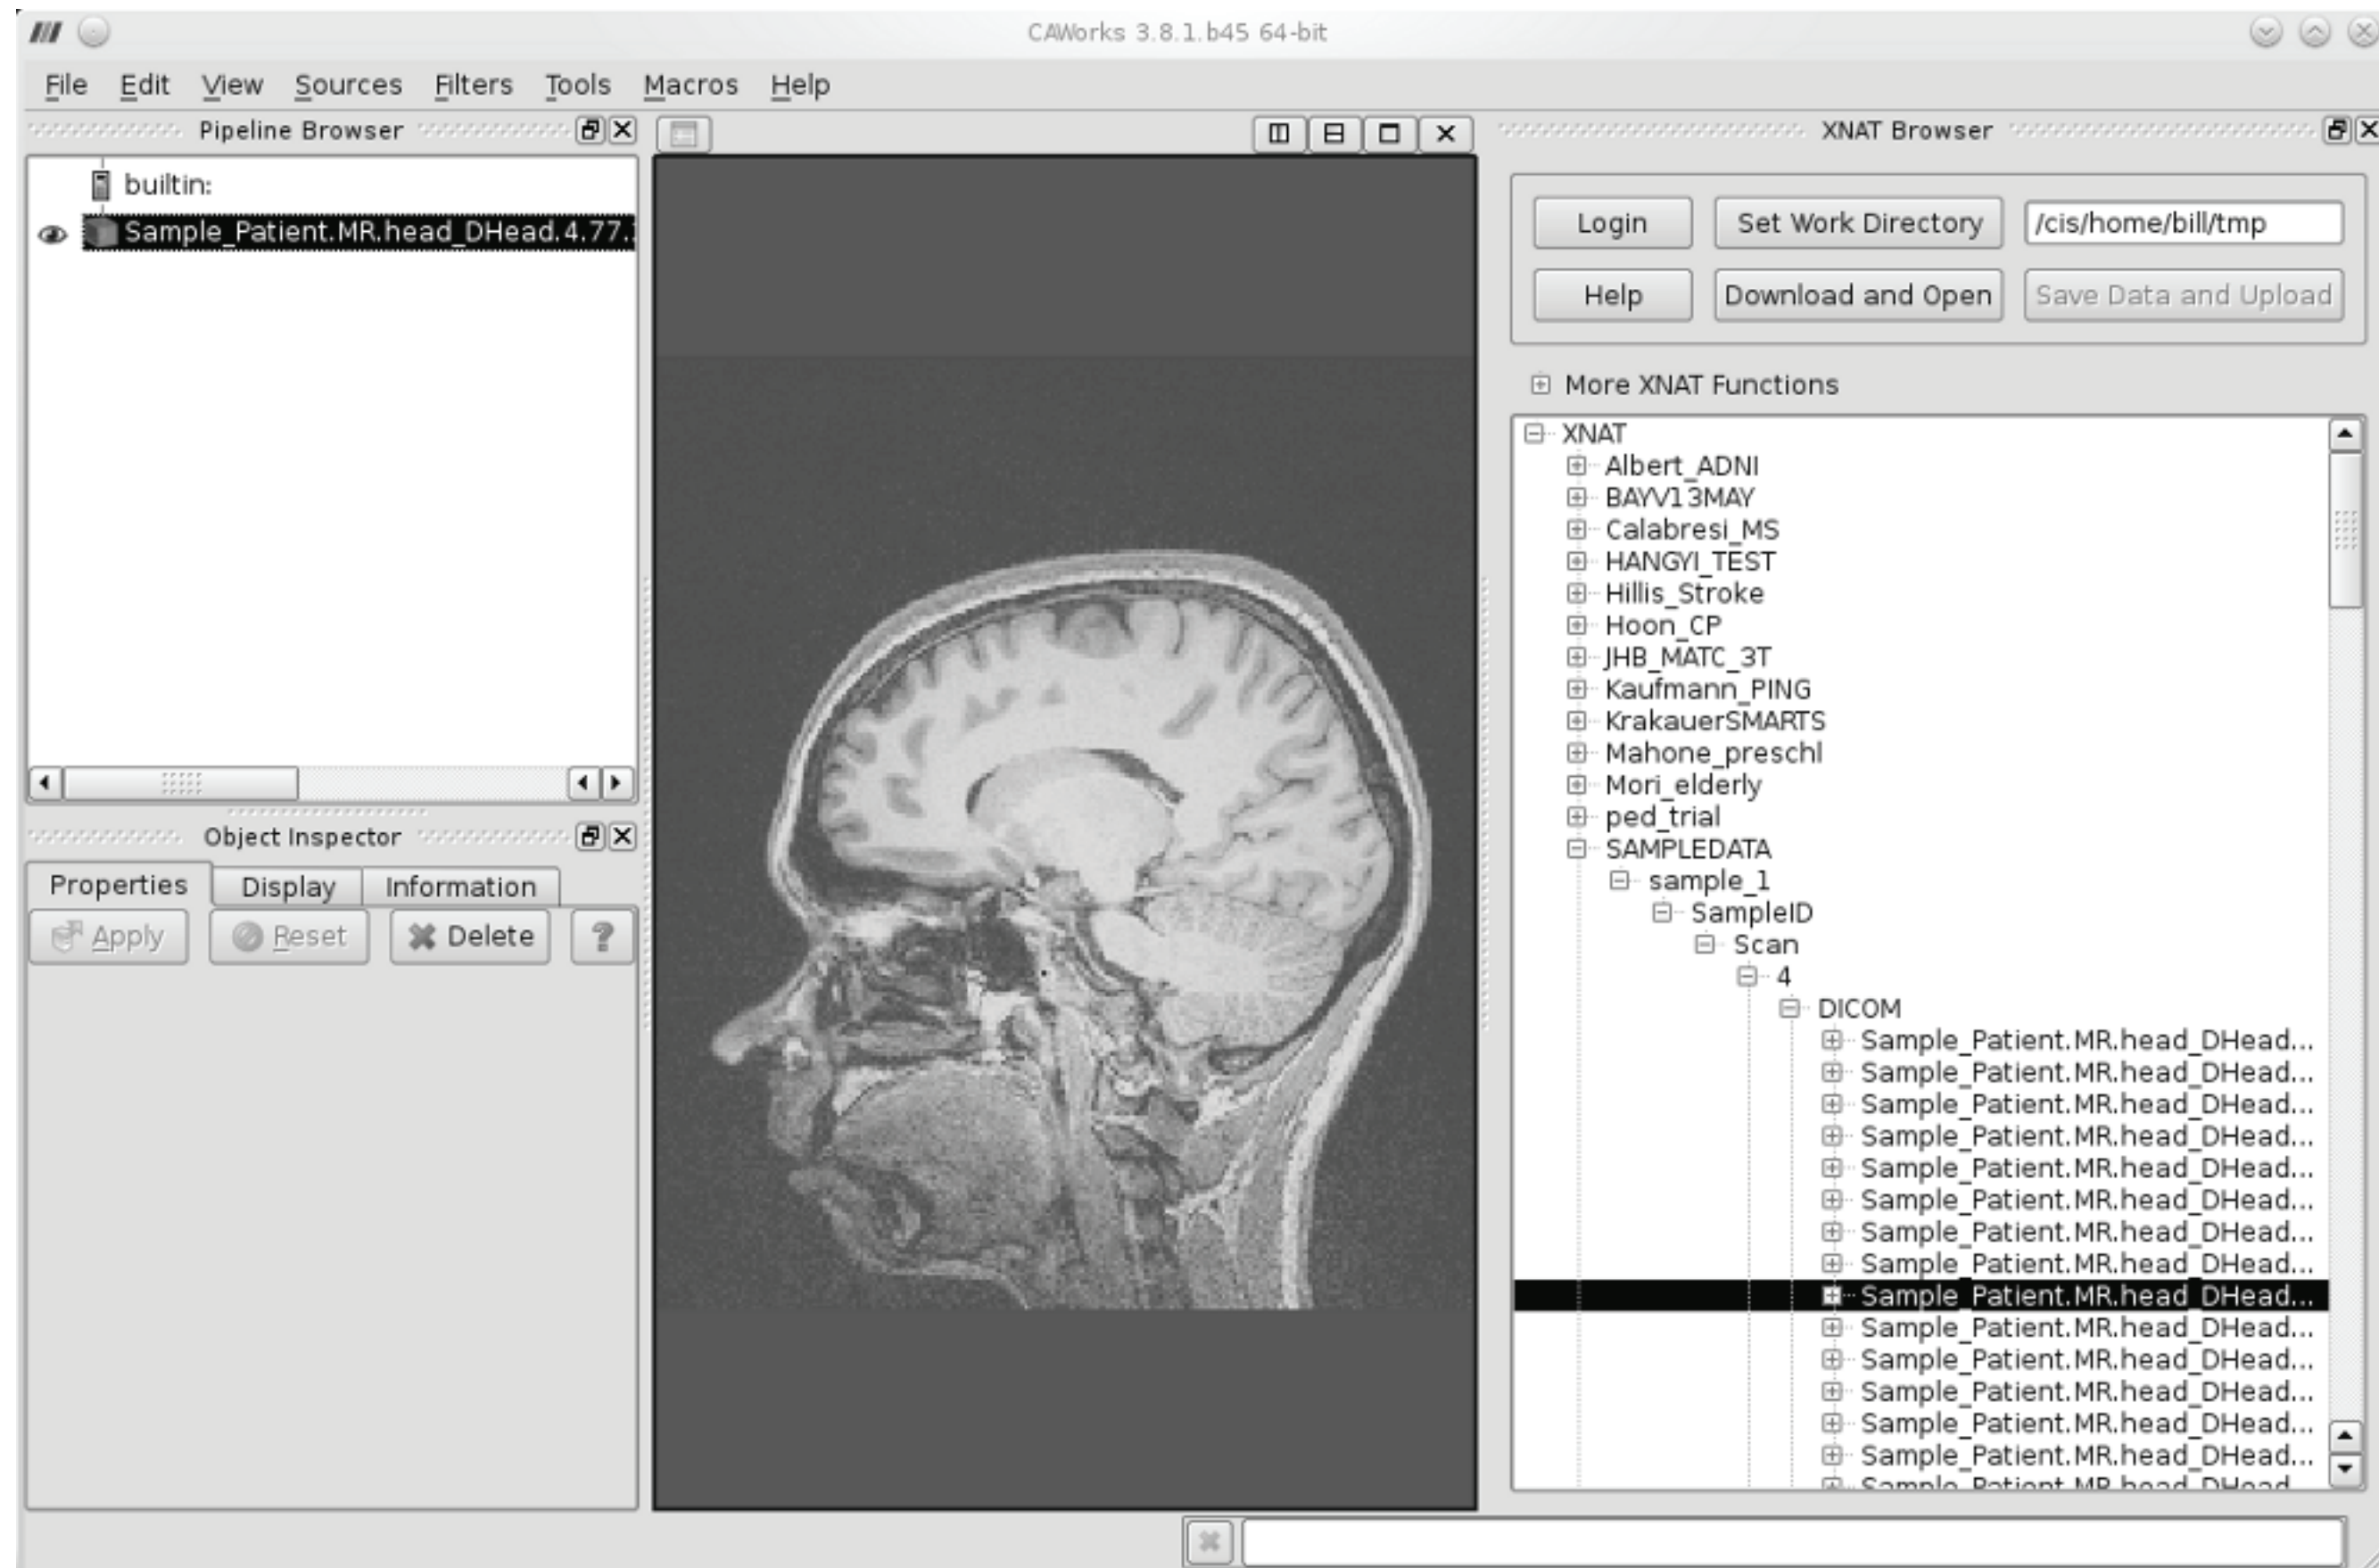 CAWorks 3.8.1.b45 64-bit
File Edit View Sources Filters Tools Macros Help
Pipeline Browser
builtin:
Sample_Patient.MR.head_DHead.4.77.
Object Inspector
Properties Display Information
Apply Reset Delete ?
XNAT Browser
Login Set Work Directory /cis/home/bill/tmp
Help Download and Open Save Data and Upload
More XNAT Functions
XNAT
Albert_ADNI
BAYV13MAY
Calabresi_MS
HANGYI_TEST
Hillis_Stroke
Hoon_CP
JHB_MATC_3T
Kaufmann_PING
KrakauerSMARTS
Mahone_preschl
Mori_elderly
ped_trial
SAMPLEDATA
sample_1
SampleID
Scan
4
DICOM
Sample_Patient.MR.head_DHead...
Sample_Patient.MR.head_DHead...
Sample_Patient.MR.head_DHead...
Sample_Patient.MR.head_DHead...
Sample_Patient.MR.head_DHead...
Sample_Patient.MR.head_DHead...
Sample_Patient.MR.head_DHead...
Sample_Patient.MR.head_DHead...
Sample_Patient.MR.head_DHead...
Sample_Patient.MR.head_DHead...
Sample_Patient.MR.head_DHead...
Sample_Patient.MR.head_DHead...
Sample_Patient.MR.head_DHead...
Sample_Patient.MR.head_DHead...